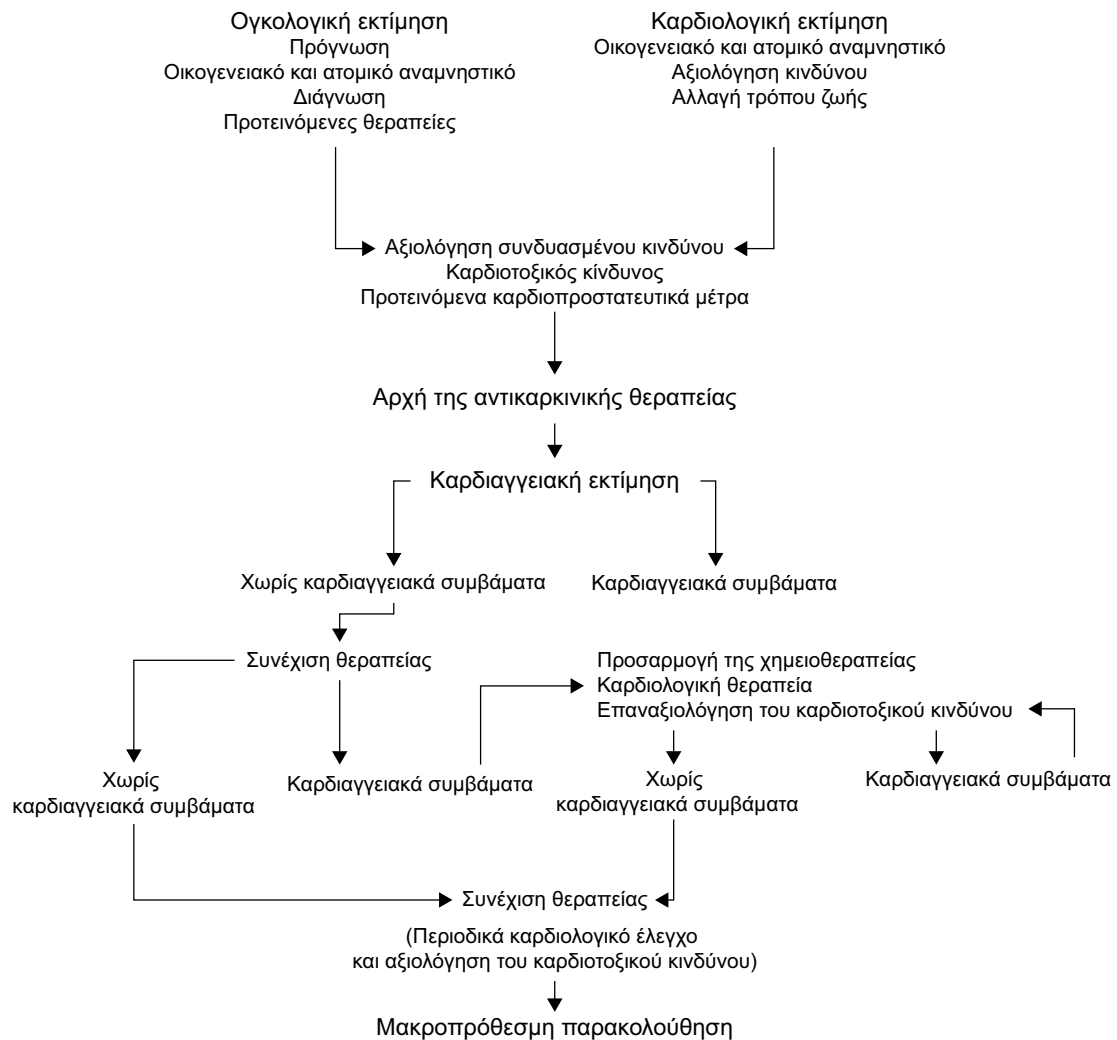 Ογκολογική εκτίμηση
Πρόγνωση
Οικογενειακό και ατομικό αναμνηστικό
Διάγνωση
Προτεινόμενες θεραπείες
Καρδιολογική εκτίμηση
Οικογενειακό και ατομικό αναμνηστικό
Αξιολόγηση κινδύνου
Αλλαγή τρόπου ζωής
Αξιολόγηση συνδυασμένου κινδύνου
Καρδιοτοξικός κίνδυνος
Προτεινόμενα καρδιοπροστατευτικά μέτρα
Αρχή της αντικαρκινικής θεραπείας
Καρδιαγγειακή εκτίμηση
Χωρίς καρδιαγγειακά συμβάματα
Καρδιαγγειακά συμβάματα
Συνέχιση θεραπείας
Προσαρμογή της χημειοθεραπείας
Καρδιολογική θεραπεία
Επαναξιολόγηση του καρδιοτοξικού κινδύνου
Χωρίς
καρδιαγγειακά συμβάματα
Καρδιαγγειακά συμβάματα
Χωρίς
καρδιαγγειακά συμβάματα
Καρδιαγγειακά συμβάματα
Συνέχιση θεραπείας
(Περιοδικά καρδιολογικό έλεγχο
και αξιολόγηση του καρδιοτοξικού κινδύνου)
Μακροπρόθεσμη παρακολούθηση